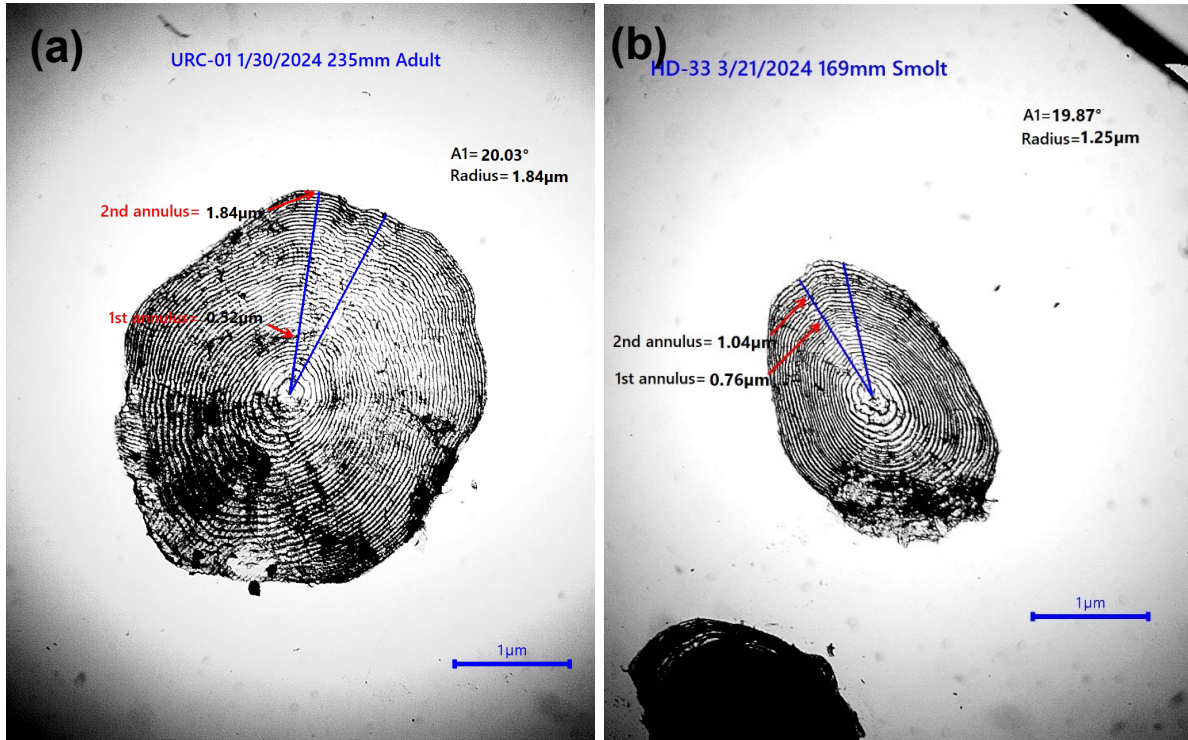 (a)
URC-01 1/30/2024 235mm Adult
A1= 20.03°
Radius= 1.84µm
2nd annulus= 1.84µm
1st annulus= 0.52µm
1µm
(b)
HD-33 3/21/2024 169mm Smolt
A1= 19.87°
Radius= 1.25µm
2nd annulus= 1.04µm
1st annulus= 0.76µm
1µm